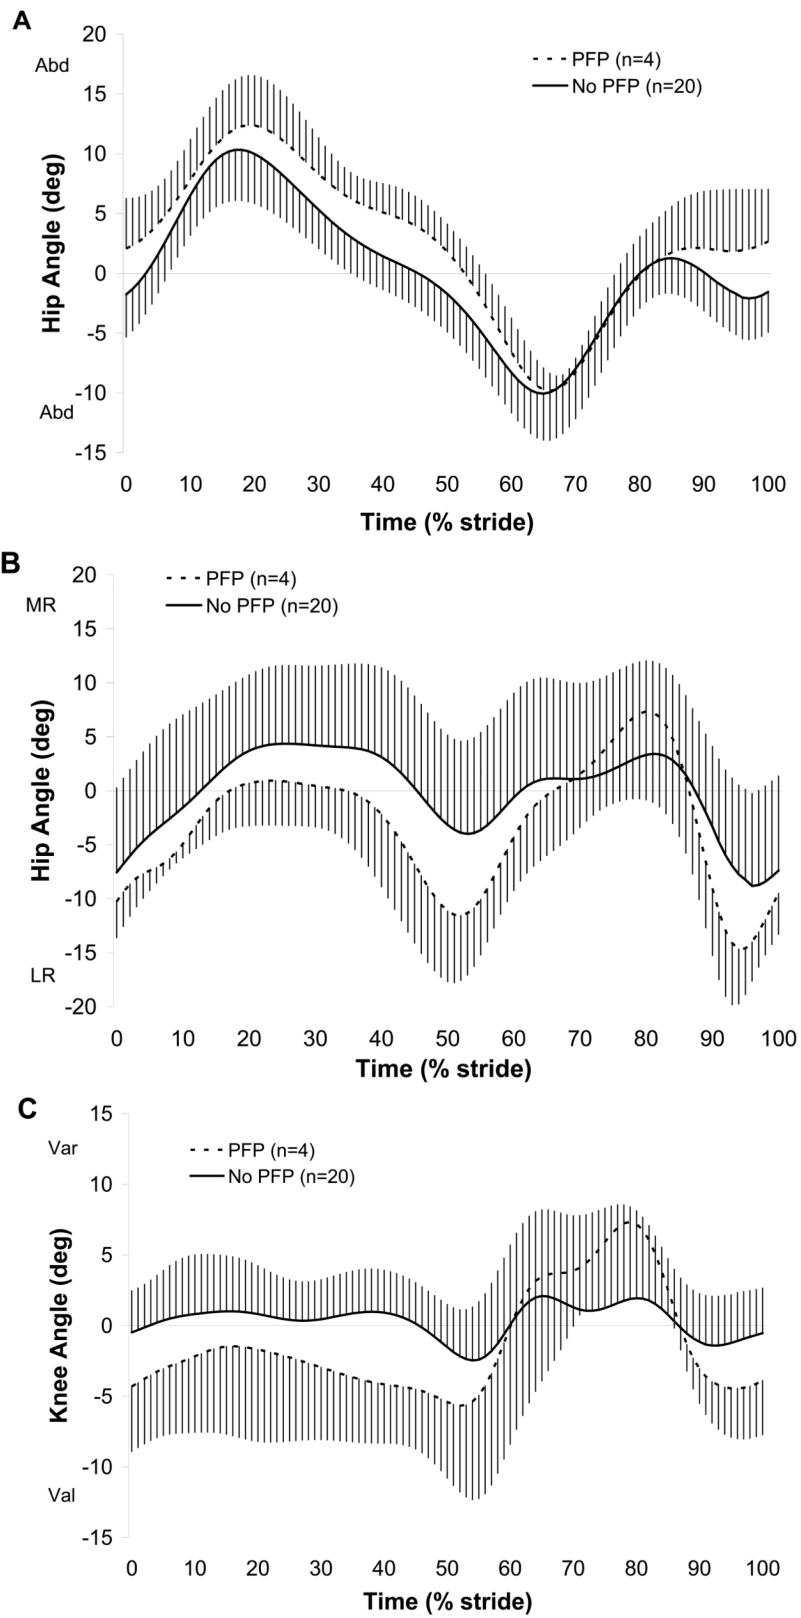 A
20
Abd
15
10
5
0
-5
-10
Abd
-15
Hip Angle (deg)
PFP (n=4)
No PFP (n=20)
0 10 20 30 40 50 60 70 80 90 100
Time (% stride)
B
20
MR
15
10
5
0
-5
-10
-15
LR
-20
Hip Angle (deg)
PFP (n=4)
No PFP (n=20)
0 10 20 30 40 50 60 70 80 90 100
Time (% stride)
C
15
Var
10
5
0
-5
-10
Val
-15
Knee Angle (deg)
PFP (n=4)
No PFP (n=20)
0 10 20 30 40 50 60 70 80 90 100
Time (% stride)